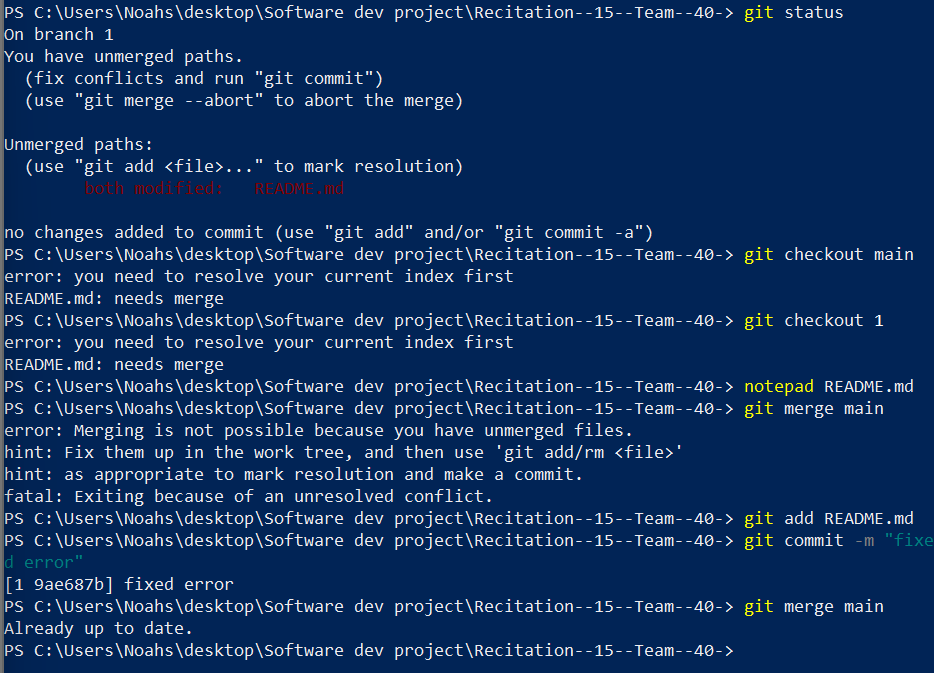 PS C:\Users\Noahs\desktop\Software dev project\Recitation--15--Team--40-> git status
On branch 1
You have unmerged paths.
  (fix conflicts and run "git commit")
  (use "git merge --abort" to abort the merge)

Unmerged paths:
  (use "git add <file>..." to mark resolution)
        both modified:   README.md

no changes added to commit (use "git add" and/or "git commit -a")
PS C:\Users\Noahs\desktop\Software dev project\Recitation--15--Team--40-> git checkout main
error: you need to resolve your current index first
README.md: needs merge
PS C:\Users\Noahs\desktop\Software dev project\Recitation--15--Team--40-> git checkout 1
error: you need to resolve your current index first
README.md: needs merge
PS C:\Users\Noahs\desktop\Software dev project\Recitation--15--Team--40-> notepad README.md
PS C:\Users\Noahs\desktop\Software dev project\Recitation--15--Team--40-> git merge main
error: Merging is not possible because you have unmerged files.
hint: Fix them up in the work tree, and then use 'git add/rm <file>'
hint: as appropriate to mark resolution and make a commit.
fatal: Exiting because of an unresolved conflict.
PS C:\Users\Noahs\desktop\Software dev project\Recitation--15--Team--40-> git add README.md
PS C:\Users\Noahs\desktop\Software dev project\Recitation--15--Team--40-> git commit -m "fixe
d error"
[1 9ae687b] fixed error
PS C:\Users\Noahs\desktop\Software dev project\Recitation--15--Team--40-> git merge main
Already up to date.
PS C:\Users\Noahs\desktop\Software dev project\Recitation--15--Team--40->